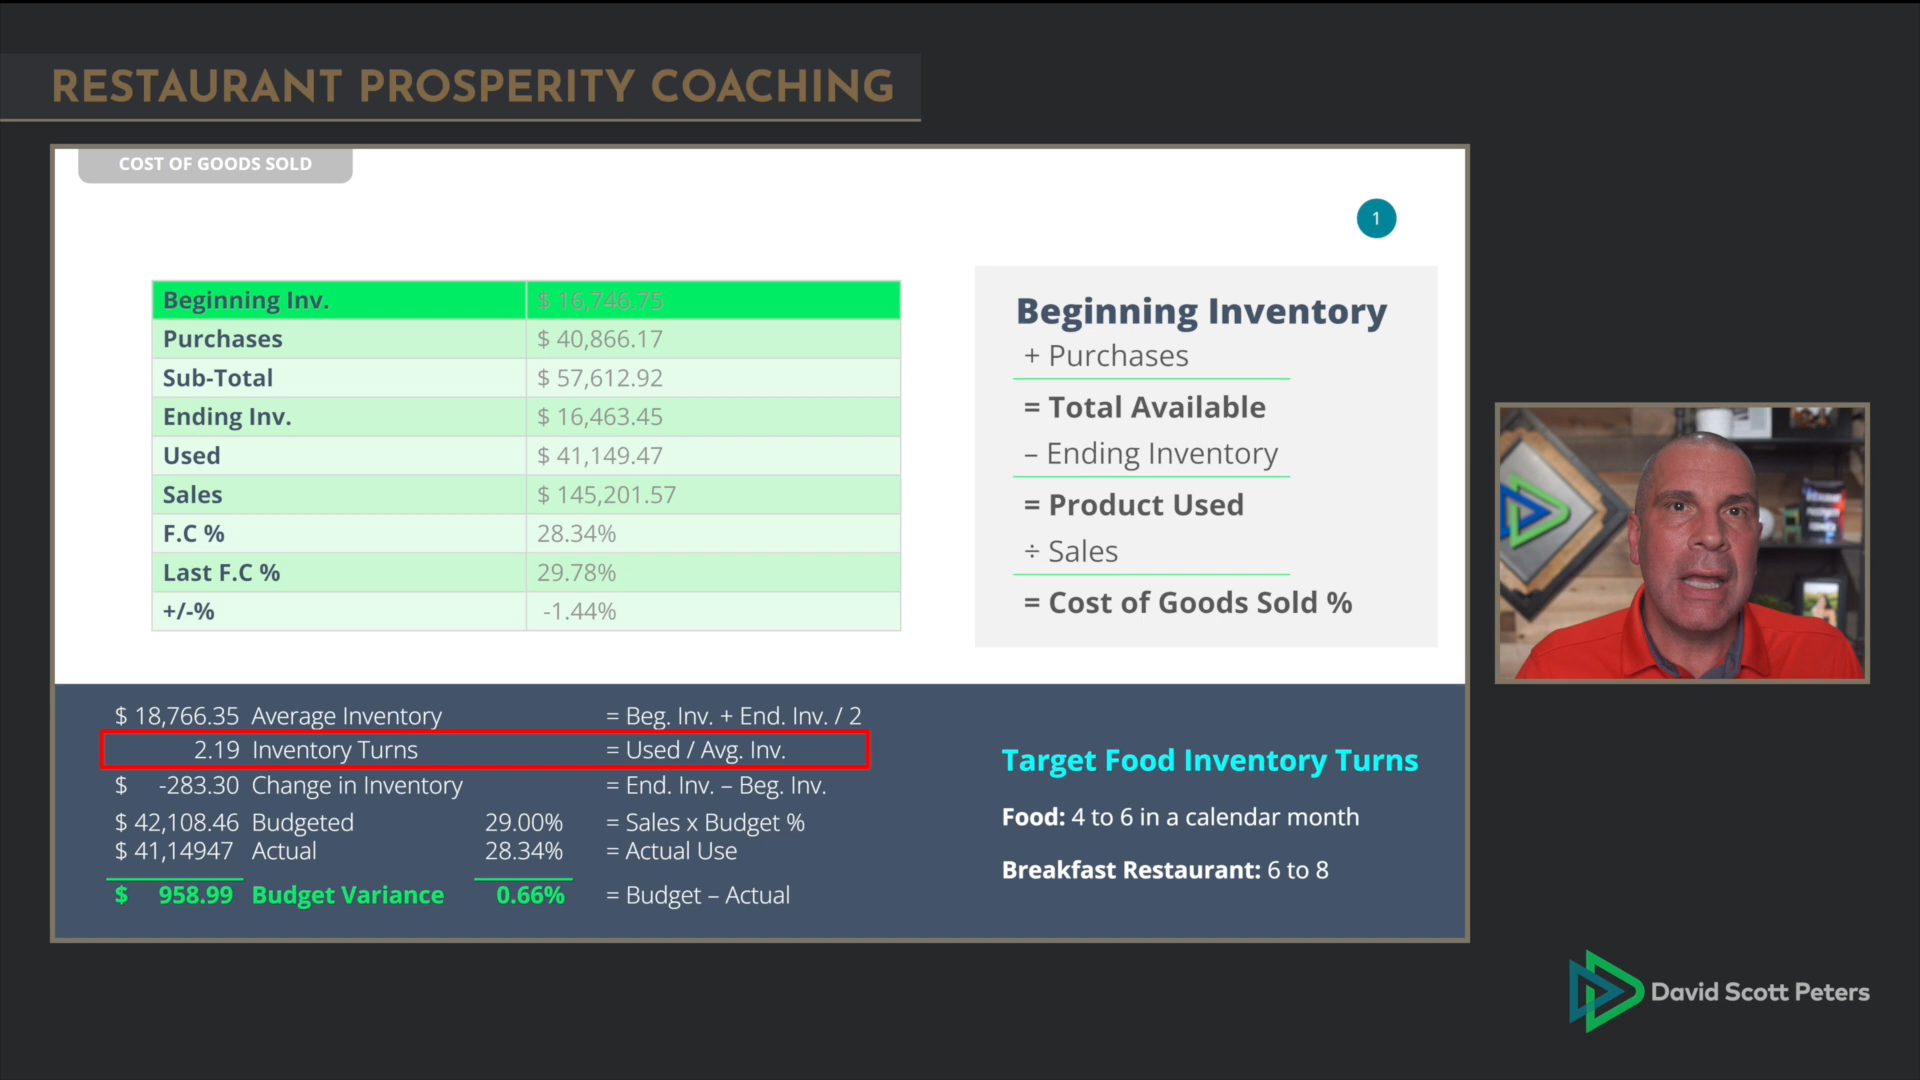 RESTAURANT PROSPERITY COACHING
COST OF GOODS SOLD
1
Beginning Inv. $ 16,746.75
Purchases $ 40,866.17
Sub-Total $ 57,612.92
Ending Inv. $ 16,463.45
Used $ 41,149.47
Sales $ 145,201.57
F.C % 28.34%
Last F.C % 29.78%
+/-% -1.44%
Beginning Inventory
+ Purchases
= Total Available
– Ending Inventory
= Product Used
÷ Sales
= Cost of Goods Sold %
$ 18,766.35 Average Inventory = Beg. Inv. + End. Inv. / 2
2.19 Inventory Turns = Used / Avg. Inv.
$ -283.30 Change in Inventory = End. Inv. – Beg. Inv.
$ 42,108.46 Budgeted 29.00% = Sales x Budget %
$ 41,14947 Actual 28.34% = Actual Use
$ 958.99 Budget Variance 0.66% = Budget – Actual
Target Food Inventory Turns
Food: 4 to 6 in a calendar month
Breakfast Restaurant: 6 to 8
David Scott Peters